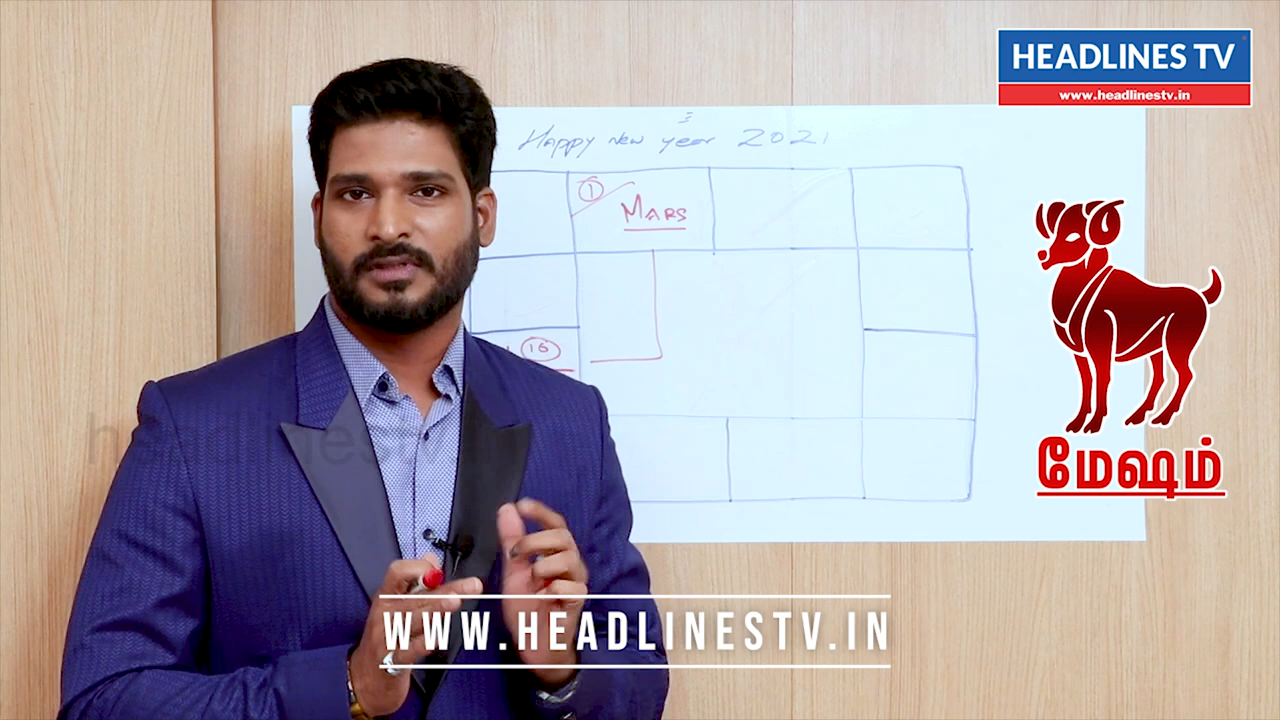 HEADLINES TV
www.headlinestv.in
Happy New year 2021
1
MARS
16
மேஷம்
WWW.HEADLINESTV.IN